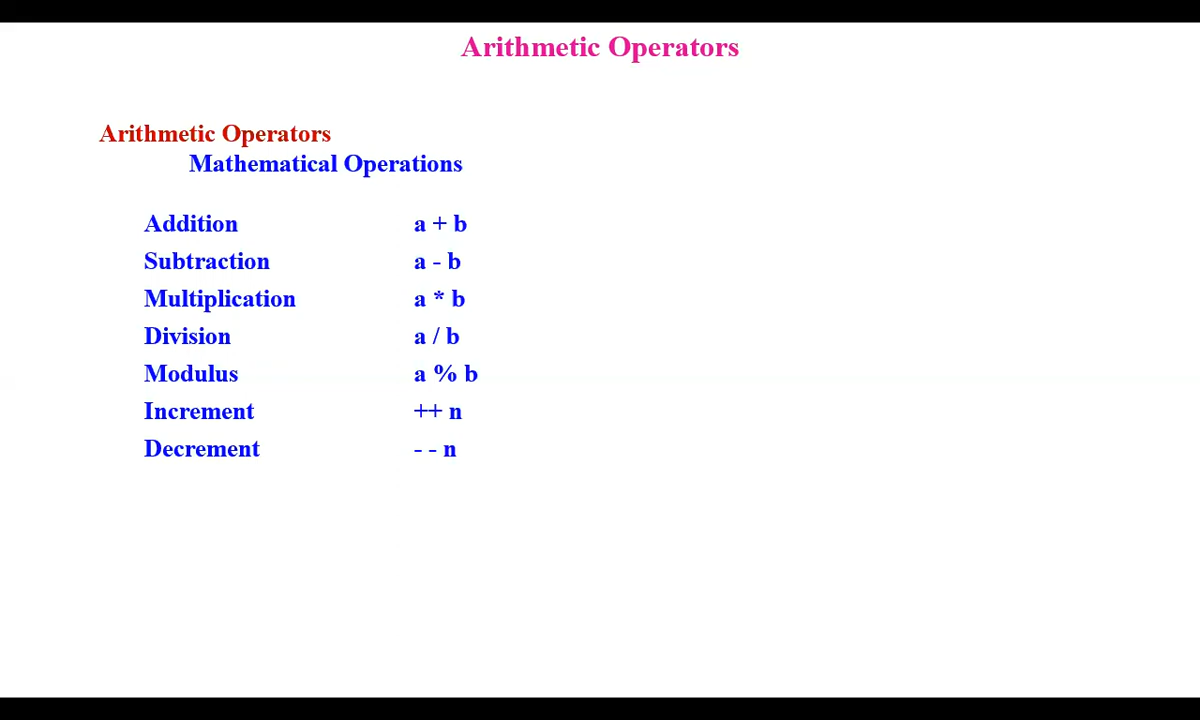 Arithmetic Operators
Arithmetic Operators
Mathematical Operations
Addition a + b
Subtraction a - b
Multiplication a * b
Division a / b
Modulus a % b
Increment ++ n
Decrement - - n